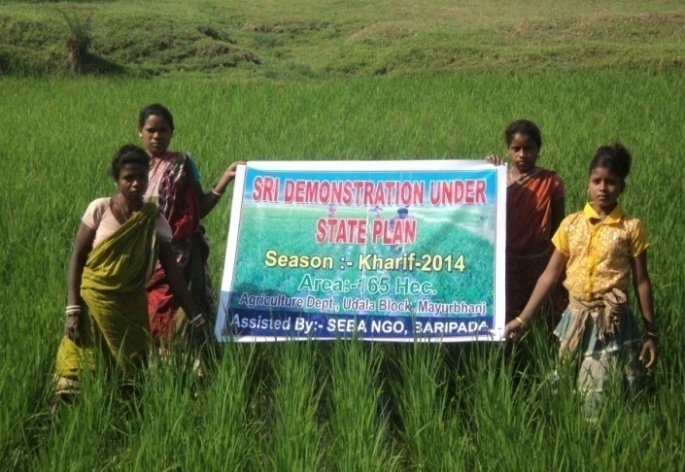 SRI DEMONSTRATION UNDER
STATE PLAN
Season :- Kharif-2014
Area:-165 Hec.
Agriculture Dept., Udala Block, Mayurbhanj
Assisted By:- SEBA NGO, BARIPADA